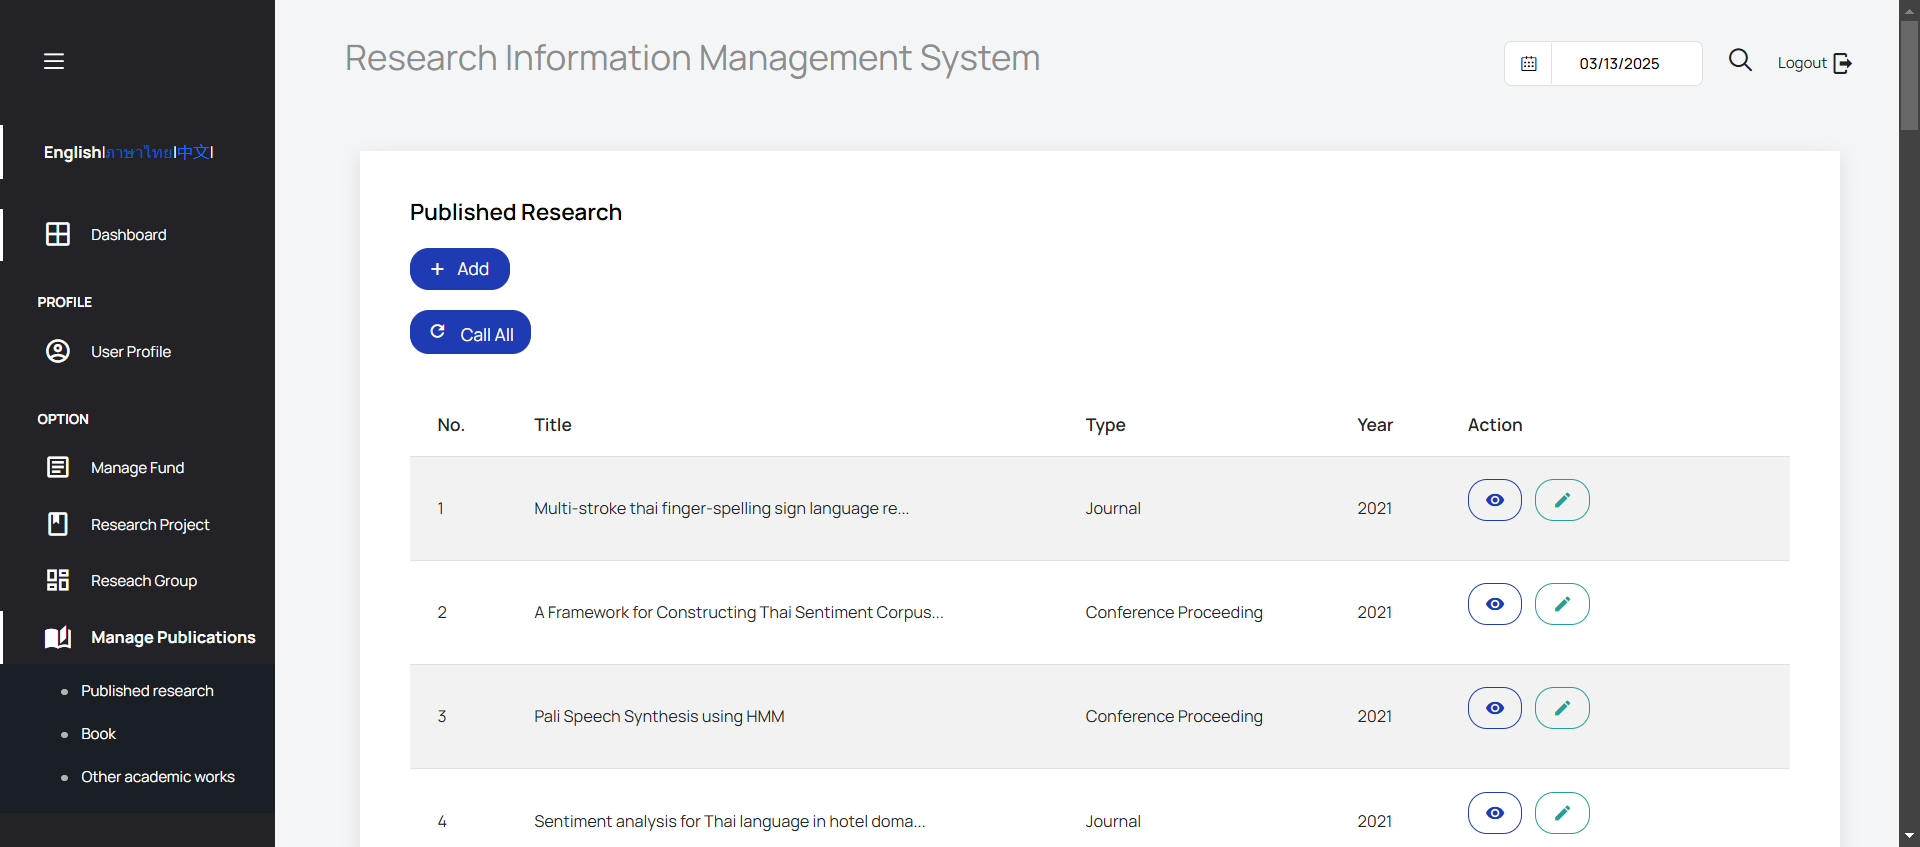 Research Information Management System
03/13/2025
Logout
English|ภาษาไทย|中文|
Dashboard
PROFILE
User Profile
OPTION
Manage Fund
Research Project
Reseach Group
Manage Publications
Published research
Book
Other academic works
Published Research
+ Add
Call All
No. Title Type Year Action
1 Multi-stroke thai finger-spelling sign language re... Journal 2021
2 A Framework for Constructing Thai Sentiment Corpus... Conference Proceeding 2021
3 Pali Speech Synthesis using HMM Conference Proceeding 2021
4 Sentiment analysis for Thai language in hotel doma... Journal 2021